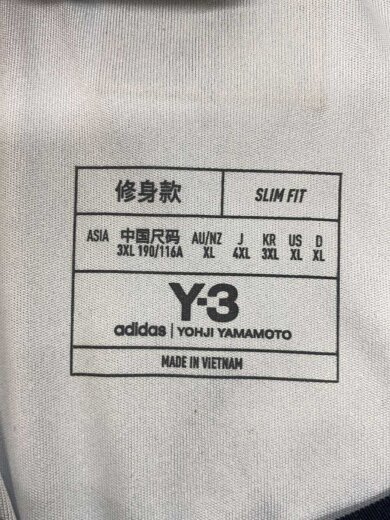 修身款 SLIM FIT
ASIA 中国尺码 AU/NZ J KR US D
3XL 190/116A XL 4XL 3XL XL XL
Y-3
adidas | YOHJI YAMAMOTO
MADE IN VIETNAM